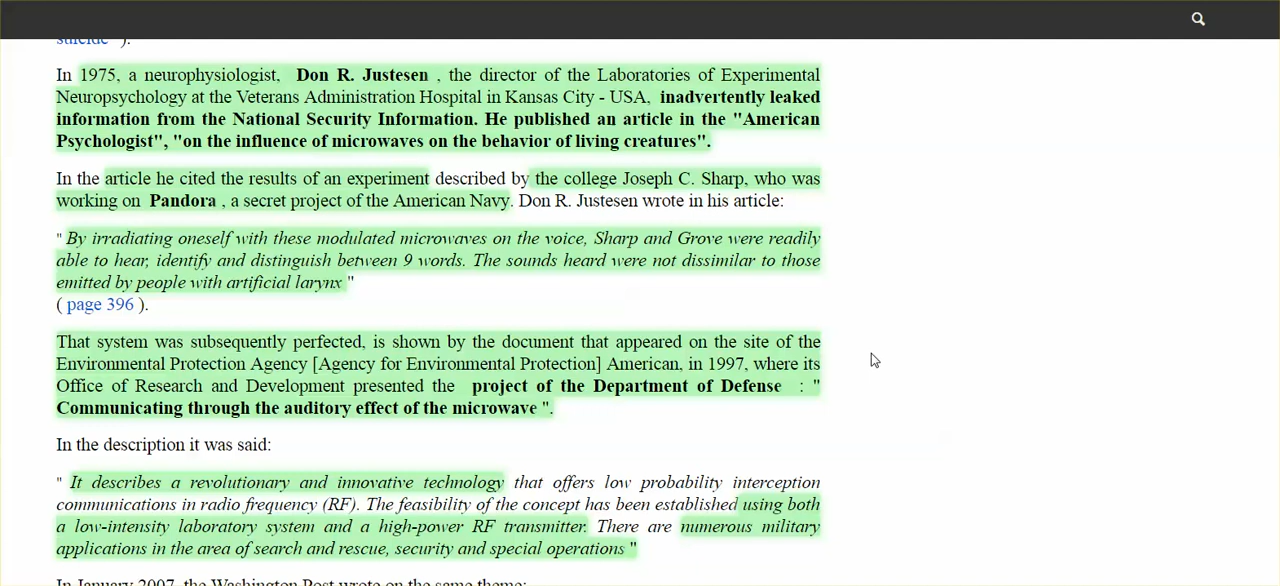 suicide " ).
In 1975, a neurophysiologist, Don R. Justesen , the director of the Laboratories of Experimental
Neuropsychology at the Veterans Administration Hospital in Kansas City - USA, inadvertently leaked
information from the National Security Information. He published an article in the "American
Psychologist", "on the influence of microwaves on the behavior of living creatures".
In the article he cited the results of an experiment described by the college Joseph C. Sharp, who was
working on Pandora , a secret project of the American Navy. Don R. Justesen wrote in his article:
" By irradiating oneself with these modulated microwaves on the voice, Sharp and Grove were readily
able to hear, identify and distinguish between 9 words. The sounds heard were not dissimilar to those
emitted by people with artificial larynx "
( page 396 ).
That system was subsequently perfected, is shown by the document that appeared on the site of the
Environmental Protection Agency [Agency for Environmental Protection] American, in 1997, where its
Office of Research and Development presented the project of the Department of Defense : "
Communicating through the auditory effect of the microwave ".
In the description it was said:
" It describes a revolutionary and innovative technology that offers low probability interception
communications in radio frequency (RF). The feasibility of the concept has been established using both
a low-intensity laboratory system and a high-power RF transmitter. There are numerous military
applications in the area of search and rescue, security and special operations "
In January 2007, the Washington Post wrote on the same theme: